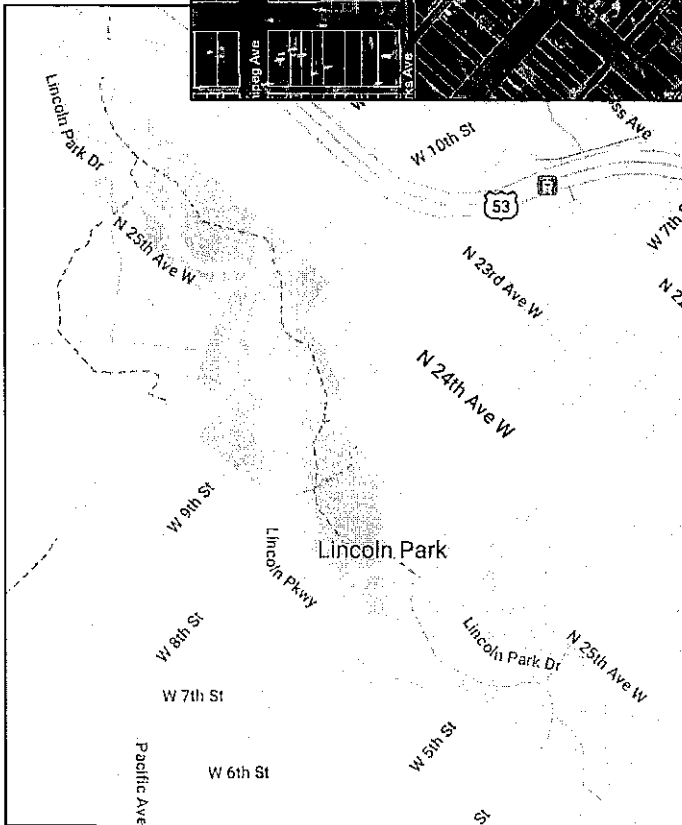 Lincoln Park Dr
W 10th St
53
N 25th Ave W
N 23rd Ave W
N 24th Ave W
W 9th St
Lincoln Pkwy
Lincoln Park
W 8th St
Lincoln Park Dr
N 25th Ave W
W 7th St
W 5th St
Pacific Ave
W 6th St
St